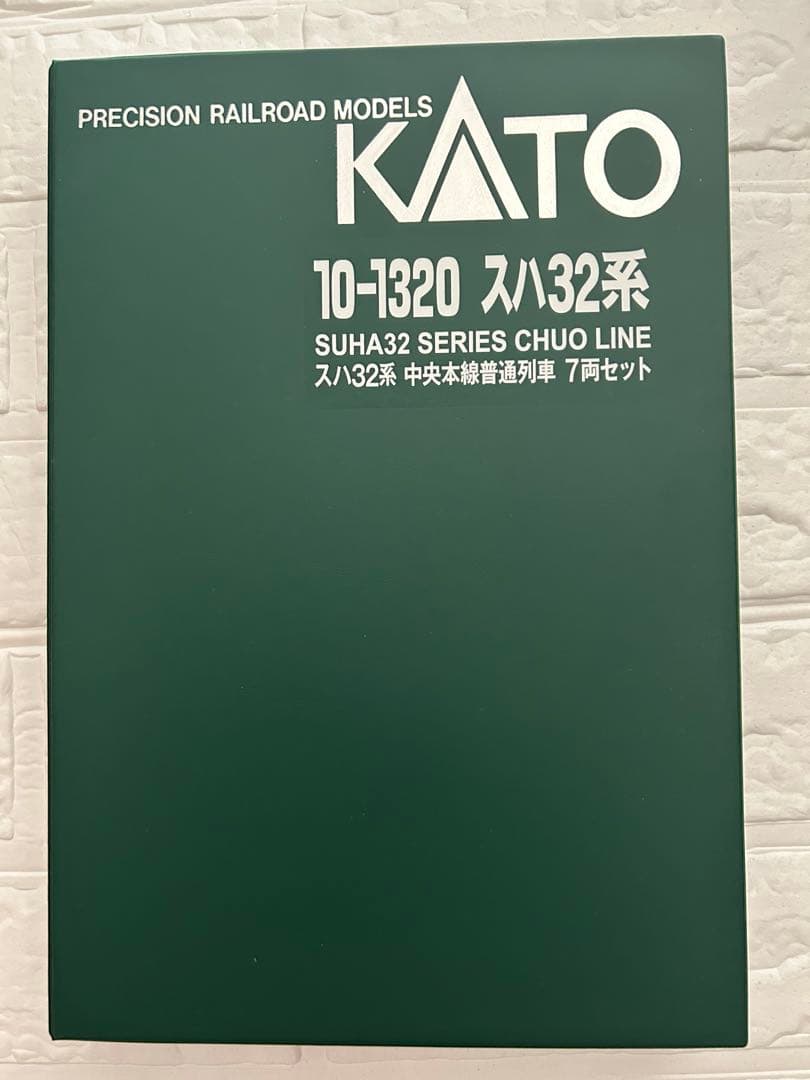 PRECISION RAILROAD MODELS
KATO
10-1320 スハ32系
SUHA32 SERIES CHUO LINE
スハ32系 中央本線普通列車 7両セット